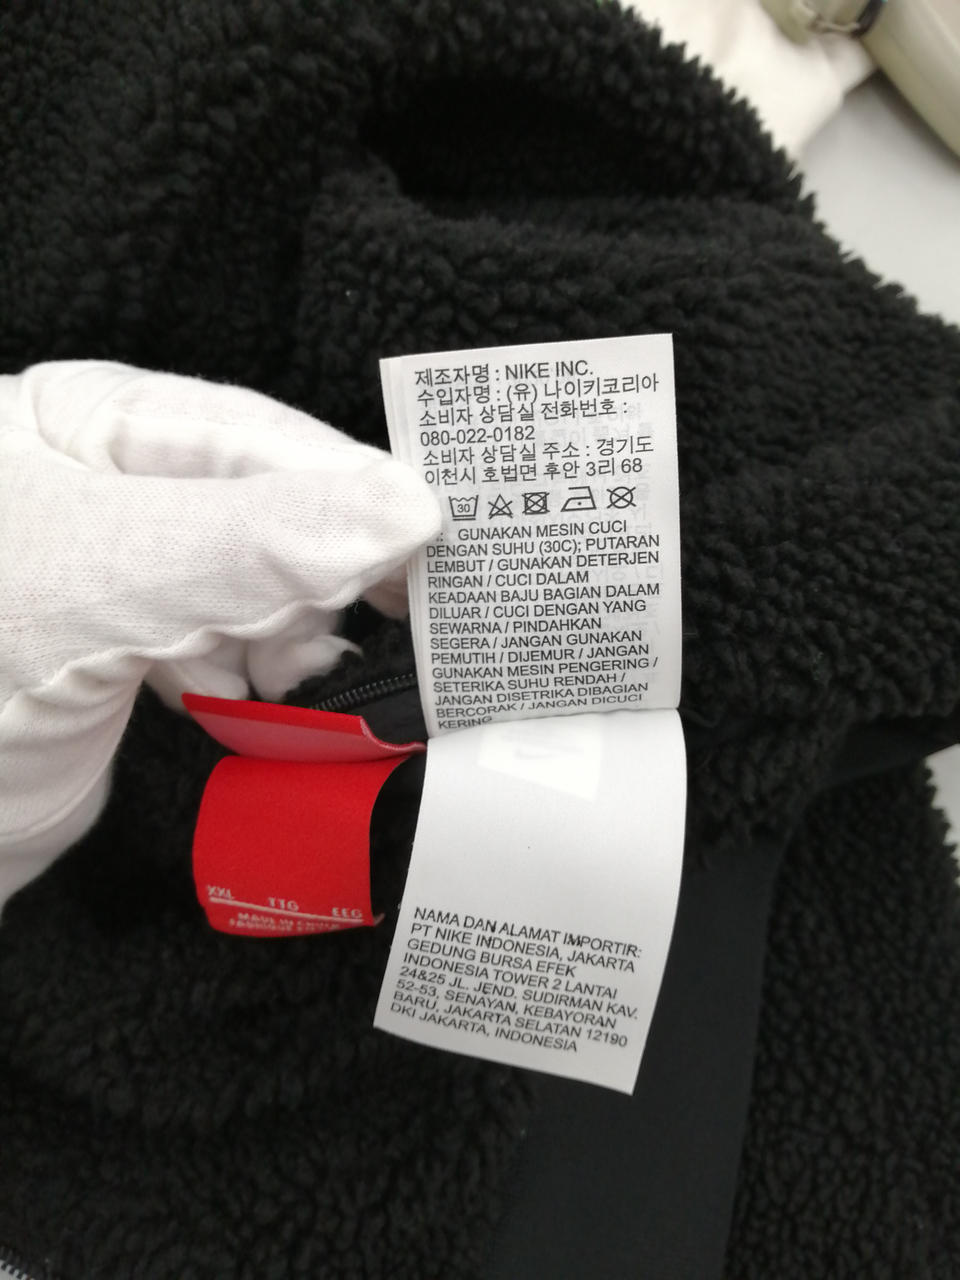 제조자명 : NIKE INC.
수입자명 : (유) 나이키코리아
소비자 상담실 전화번호 :
080-022-0182
소비자 상담실 주소 : 경기도
이천시 호법면 후안 3리 68
30
GUNAKAN MESIN CUCI
DENGAN SUHU (30C); PUTARAN
LEMBUT / GUNAKAN DETERJEN
RINGAN / CUCI DALAM
KEADAAN BAJU BAGIAN DALAM
DILUAR / CUCI DENGAN YANG
SEWARNA / PINDAHKAN
SEGERA / JANGAN GUNAKAN
PEMUTIH / DIJEMUR / JANGAN
GUNAKAN MESIN PENGERING /
SETERIKA SUHU RENDAH /
JANGAN DISETRIKA DIBAGIAN
BERCORAK / JANGAN DICUCI
KERING
XXL TTG EEG
MADE IN CHINA
NAMA DAN ALAMAT IMPORTIR:
PT NIKE INDONESIA, JAKARTA
GEDUNG BURSA EFEK
INDONESIA TOWER 2 LANTAI
24&25 JL. JEND. SUDIRMAN KAV.
52-53, SENAYAN, KEBAYORAN
BARU, JAKARTA SELATAN 12190
DKI JAKARTA, INDONESIA